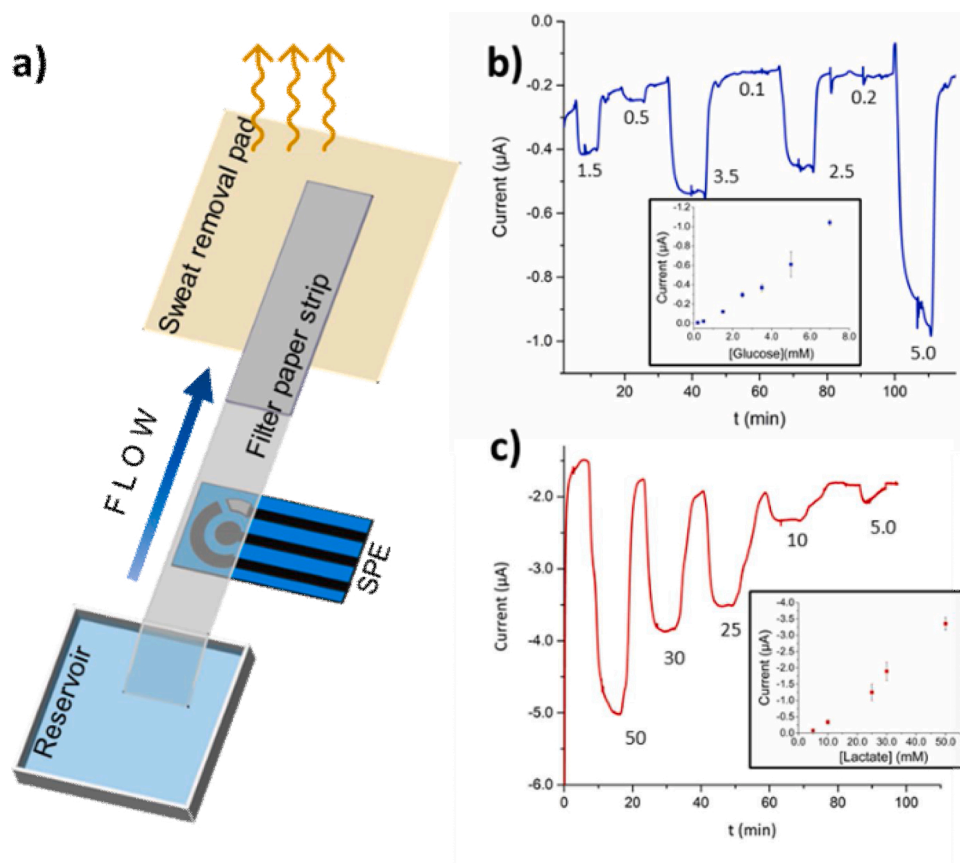 a)
Sweat removal pad
Filter paper strip
FLOW
SPE
Reservoir
b)
0.0
-0.2
-0.4
-0.6
-0.8
-1.0
Current (µA)
1.5
0.5
3.5
0.1
2.5
0.2
5.0
20
40
60
80
100
t (min)
-1.2
-1.0
-0.8
-0.6
-0.4
-0.2
0.0
Current (µA)
0.0 2.0 4.0 6.0 8.0
[Glucose](mM)
c)
-2.0
-3.0
-4.0
-5.0
-6.0
Current (µA)
50
30
25
10
5.0
0 20 40 60 80 100
t (min)
-4.0
-3.5
-3.0
-2.5
-2.0
-1.5
-1.0
-0.5
0.0
Current (µA)
0.0 10.0 20.0 30.0 40.0 50.0
[Lactate] (mM)